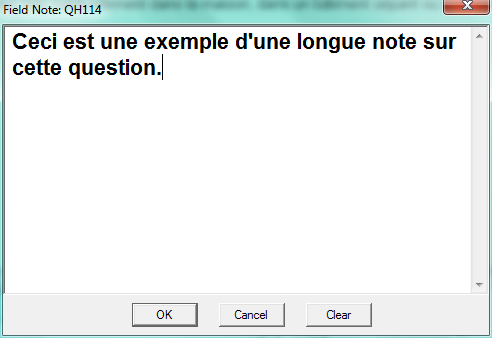 Field Note: QH114
Ceci est une exemple d'une longue note sur
cette question.
OK Cancel Clear